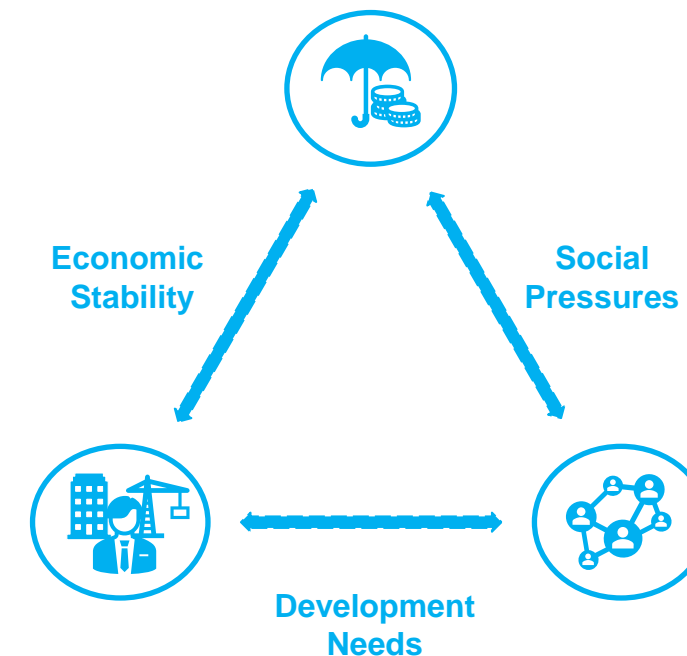 Economic
Stability
Social
Pressures
Development
Needs